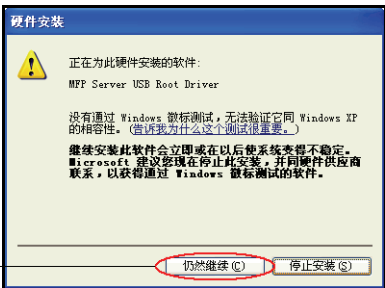 硬件安装
正在为此硬件安装的软件:
MFP Server USB Root Driver
没有通过 Windows 徽标测试，无法验证它同 Windows XP
的相容性。(告诉我为什么这个测试很重要。)
继续安装此软件会立即或在以后使系统变得不稳定。
Microsoft 建议您现在停止此安装，并同硬件供应商
联系，以获得通过 Windows 徽标测试的软件。
仍然继续(C) 停止安装(S)